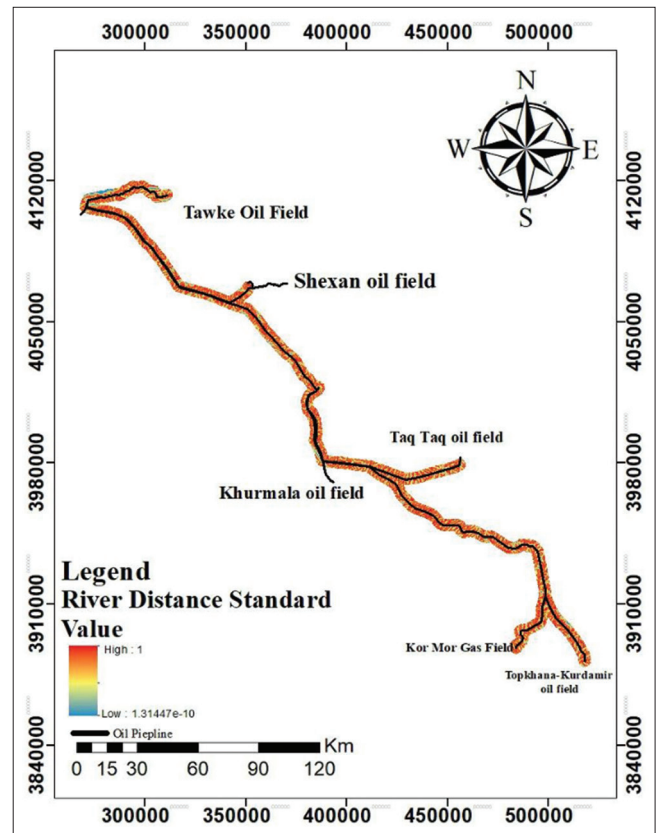 300000 350000 400000 450000 500000
N
W E
S
4120000 4120000
Tawke Oil Field
Shexan oil field
4050000 4050000
Taq Taq oil field
3980000 3980000
Khurmala oil field
Legend
River Distance Standard
Value
High : 1
Low : 1.31447e-10
Oil Piepline
Km
0 15 30 60 90 120
3910000 3910000
Kor Mor Gas Field
Topkhana-Kurdamir
oil field
3840000 3840000
300000 350000 400000 450000 500000